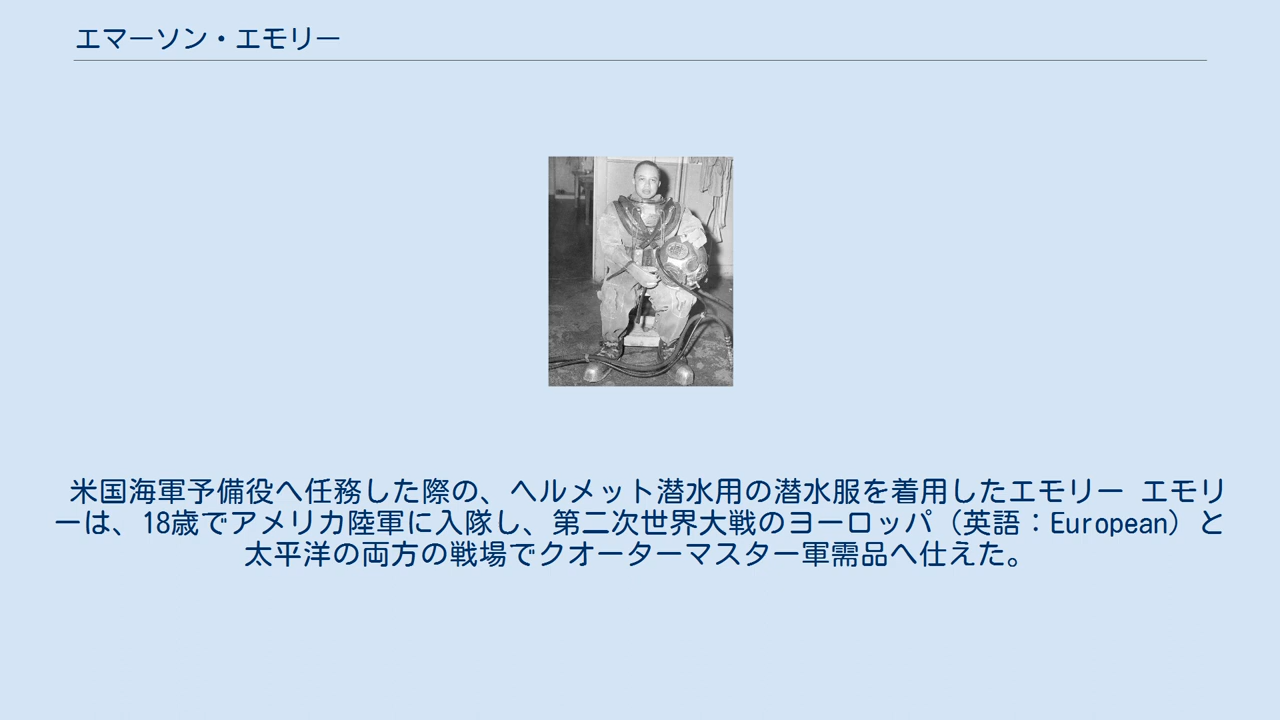 エマーソン・エモリー
米国海軍予備役へ任務した際の、ヘルメット潜水用の潜水服を着用したエモリー エモリ
ーは、18歳でアメリカ陸軍に入隊し、第二次世界大戦のヨーロッパ（英語：European）と
太平洋の両方の戦場でクオーターマスター軍需品へ仕えた。